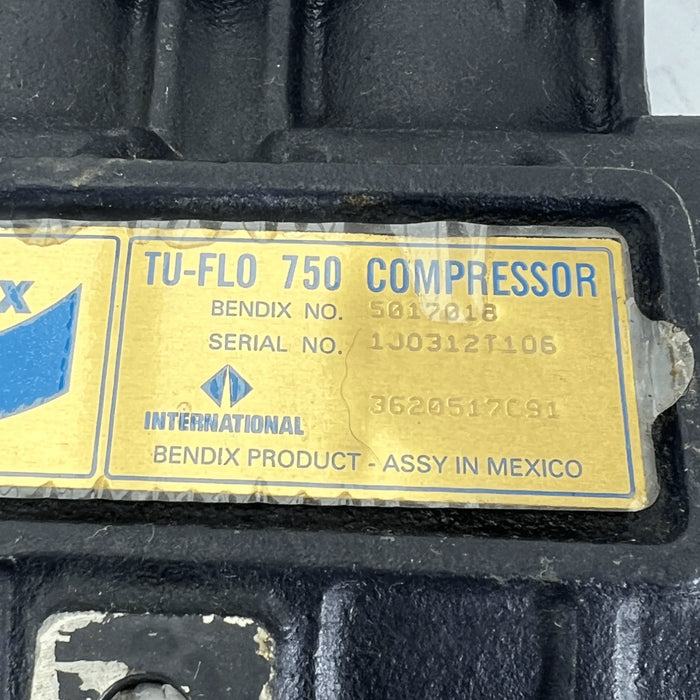 X
TU-FLO 750 COMPRESSOR
BENDIX NO. 5017018
SERIAL NO. 1J0312T106
3620517C91
INTERNATIONAL
BENDIX PRODUCT - ASSY IN MEXICO